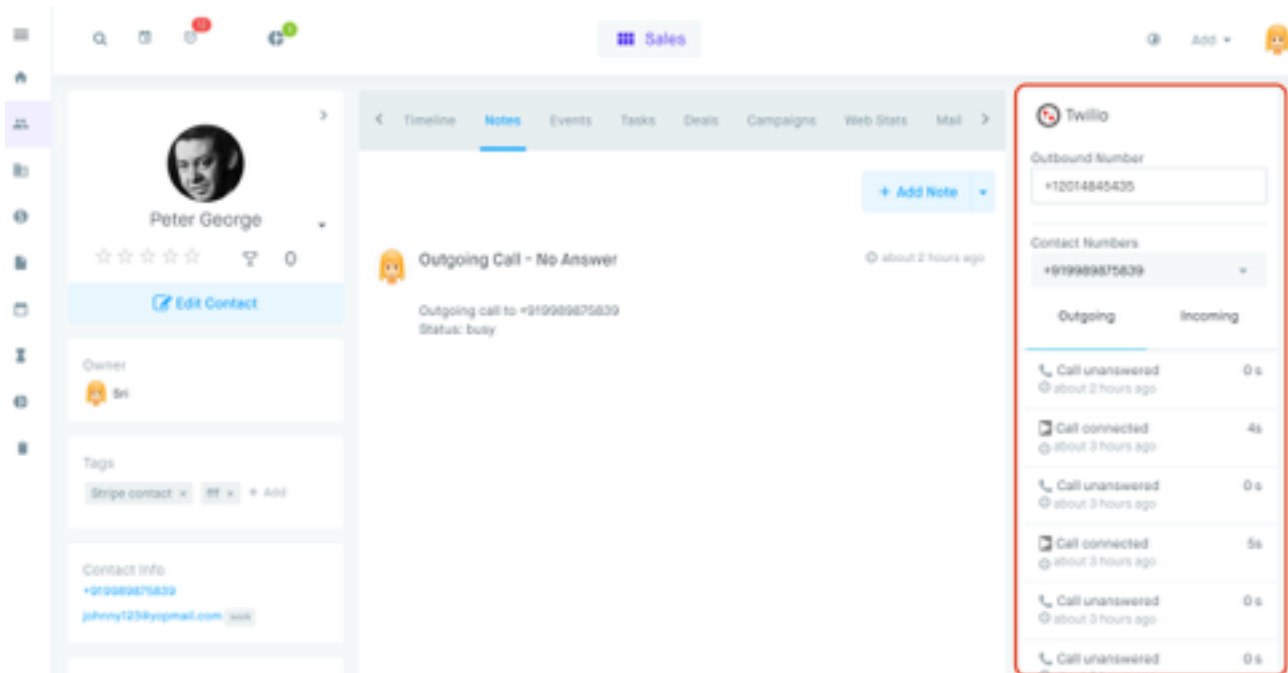 Sales
Add
Peter George
0
Edit Contact
Owner
Sri
Tags
Stripe contact × fff × + Add
Contact Info
+919989875839
johnny123@yopmail.com work
Timeline Notes Events Tasks Deals Campaigns Web Stats Mail
+ Add Note
Outgoing Call - No Answer
about 2 hours ago
Outgoing call to +919989875839
Status: busy
Twilio
Outbound Number
+12014845435
Contact Numbers
+919989875839
Outgoing Incoming
Call unanswered 0 s
about 2 hours ago
Call connected 4s
about 3 hours ago
Call unanswered 0 s
about 3 hours ago
Call connected 5s
about 3 hours ago
Call unanswered 0 s
about 3 hours ago
Call unanswered 0 s